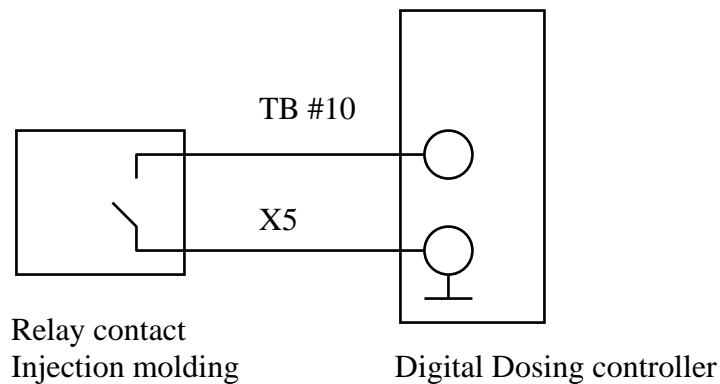 TB #10
X5
Relay contact
Injection molding
Digital Dosing controller